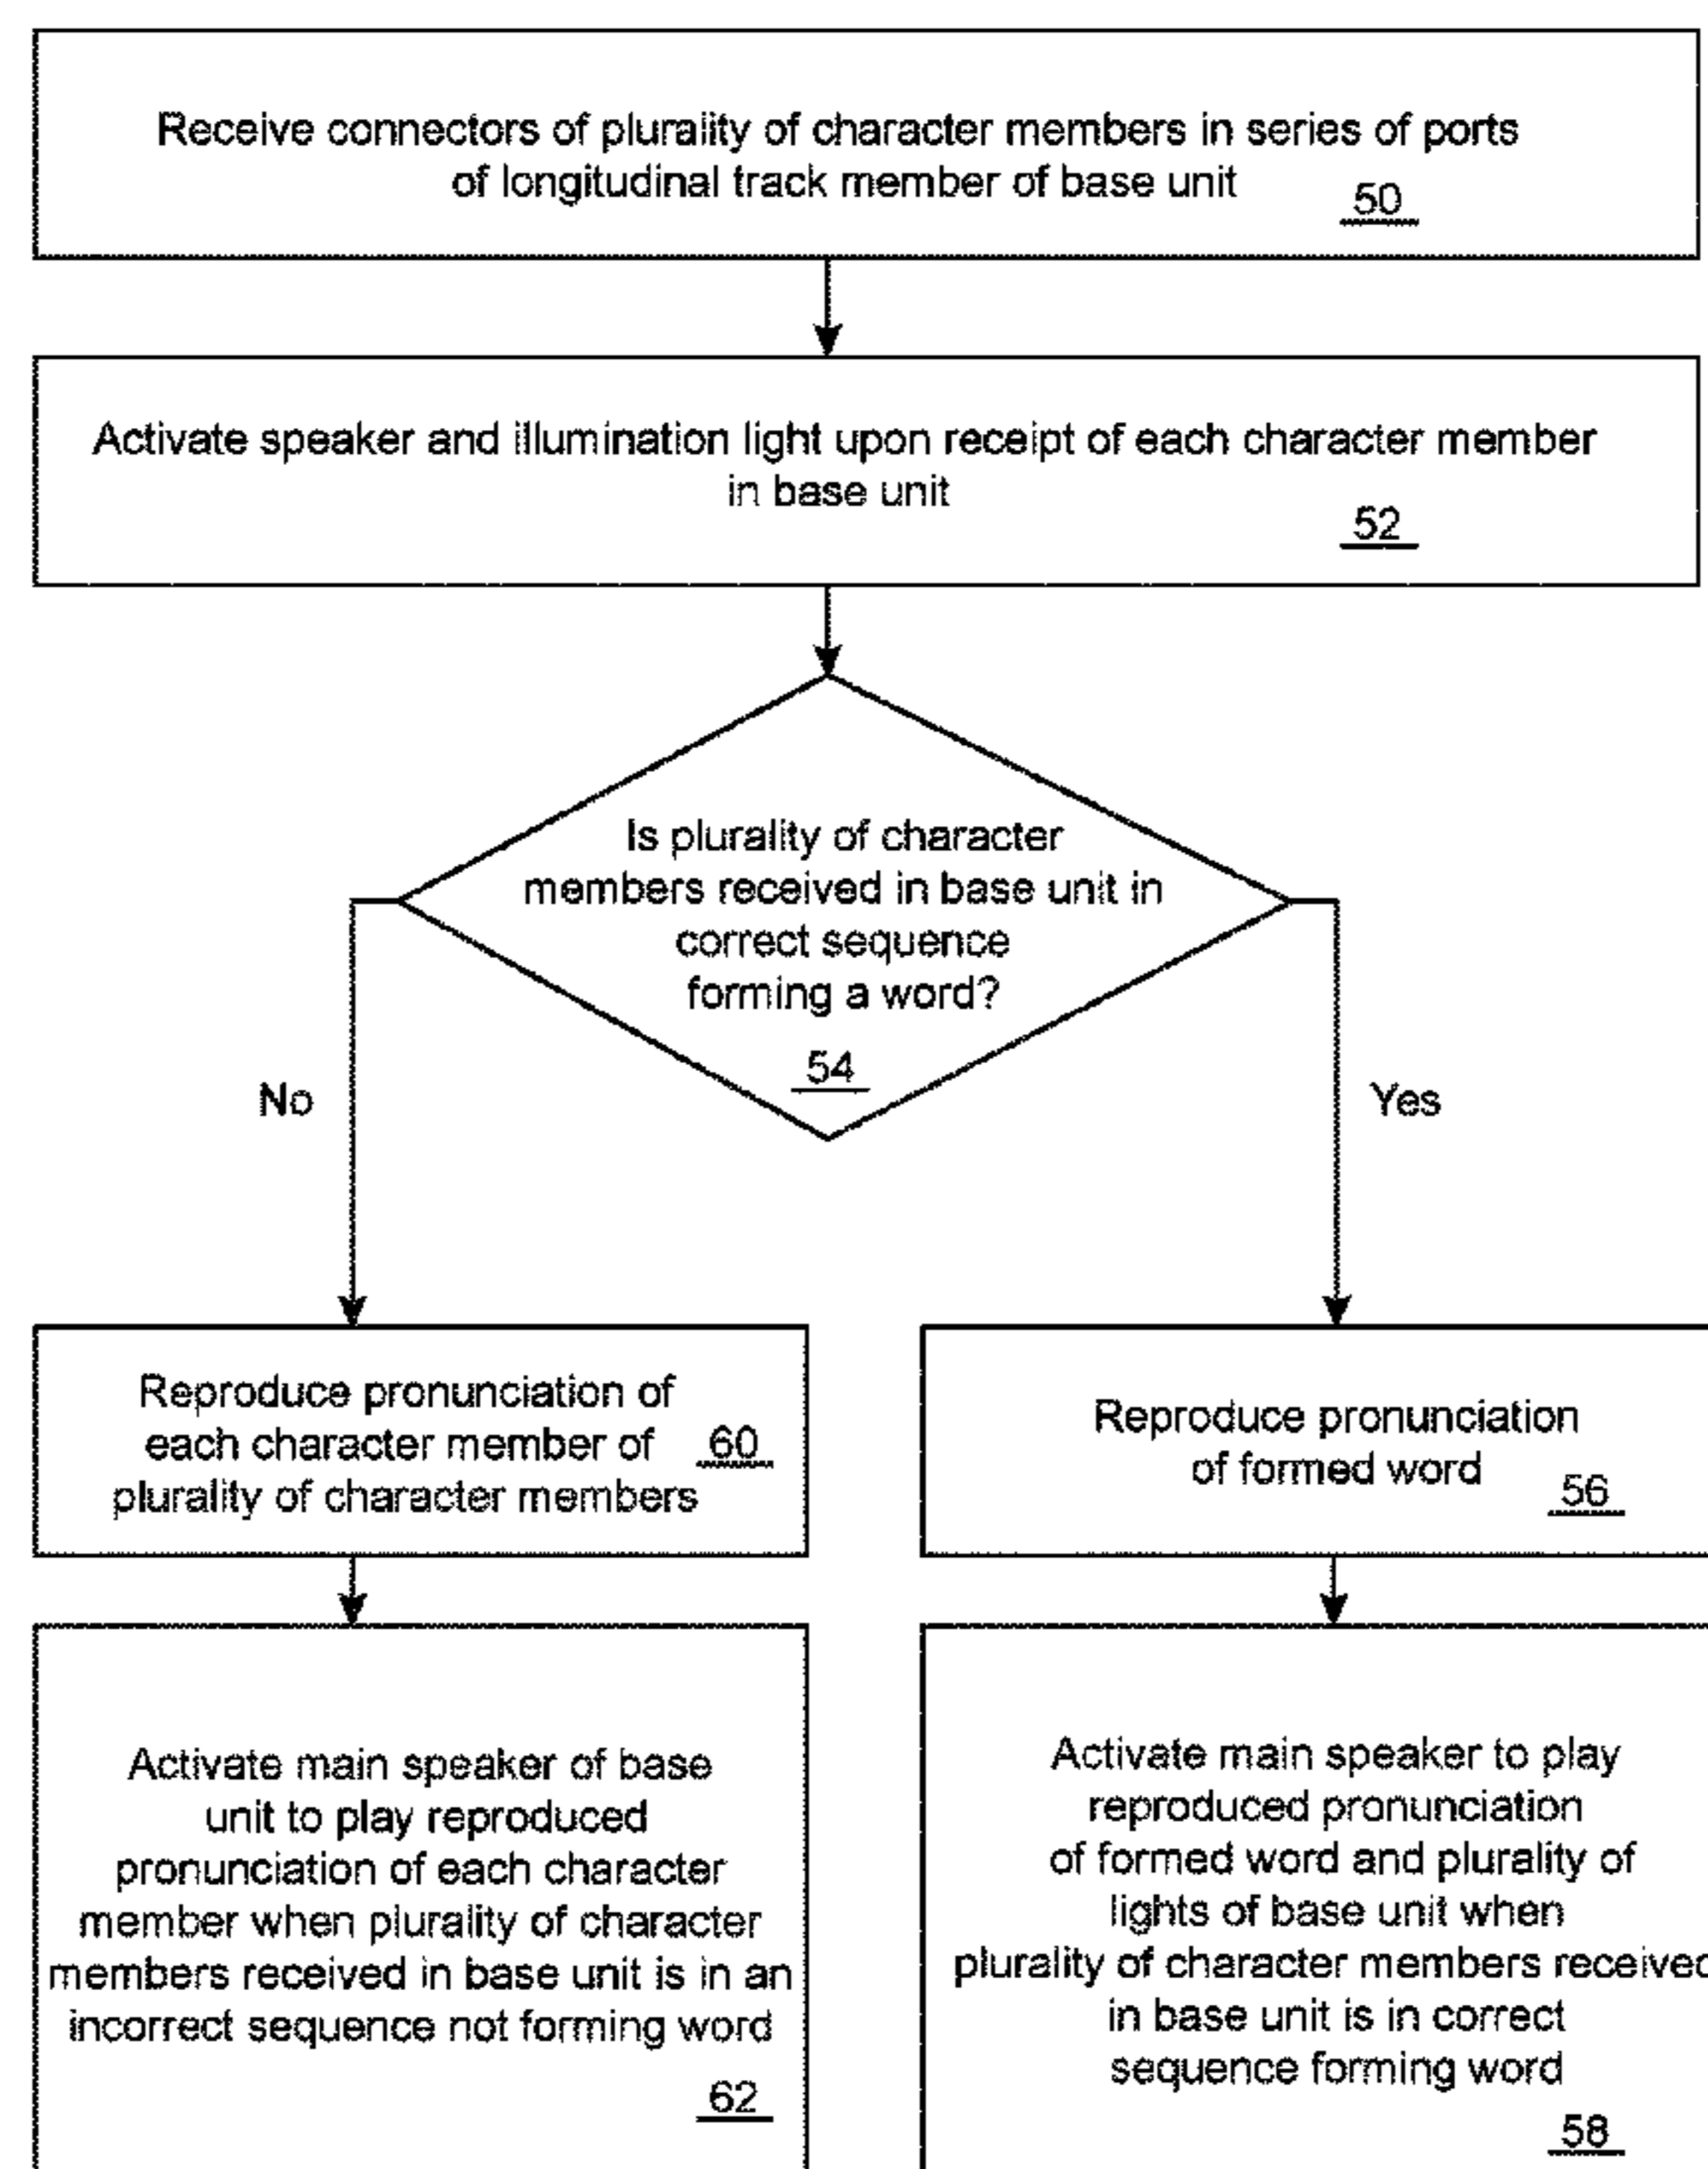 Receive connectors of plurality of character members in series of ports
of longitudinal track member of base unit
50
Activate speaker and illumination light upon receipt of each character member
in base unit
52
Is plurality of character
members received in base unit in
correct sequence
forming a word?
54
No
Yes
Reproduce pronunciation of
each character member of 60
plurality of character members
Reproduce pronunciation
of formed word
56
Activate main speaker of base
unit to play reproduced
pronunciation of each character
member when plurality of character
members received in base unit is in an
incorrect sequence not forming word
62
Activate main speaker to play
reproduced pronunciation
of formed word and plurality of
lights of base unit when
plurality of character members received
in base unit is in correct
sequence forming word
58